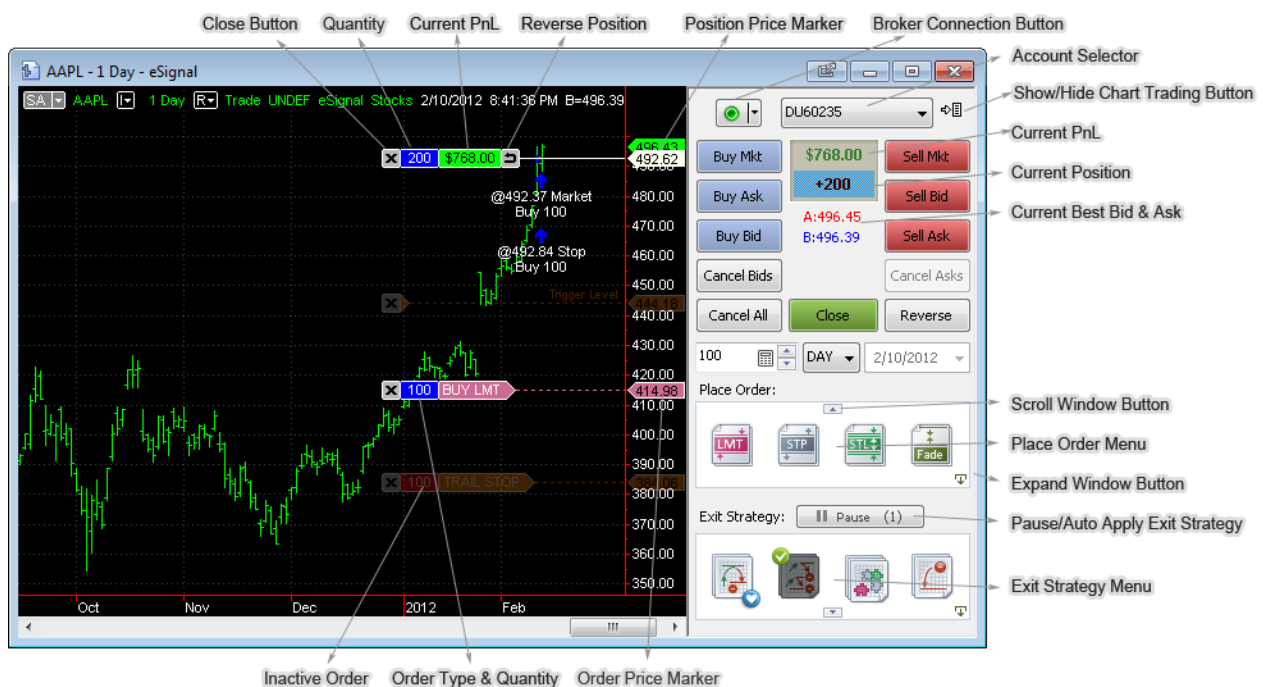 Close Button Quantity Current PnL Reverse Position Position Price Marker Broker Connection Button
Account Selector
Show/Hide Chart Trading Button
Current PnL
Current Position
Current Best Bid & Ask
Scroll Window Button
Place Order Menu
Expand Window Button
Pause/Auto Apply Exit Strategy
Exit Strategy Menu
AAPL - 1 Day - eSignal
SA AAPL I 1 Day R Trade UNDEF eSignal Stocks 2/10/2012 8:41:36 PM B=496.39
200 $768.00
@492.37 Market
Buy 100
@492.84 Stop
Buy 100
Trigger Level
100 BUY LMT
100 TRAIL STOP
496.43
492.62
480.00
470.00
460.00
450.00
444.18
440.00
430.00
420.00
414.98
410.00
400.00
390.00
384.06
380.00
370.00
360.00
350.00
Oct Nov Dec 2012 Feb
DU60235
Buy Mkt $768.00 Sell Mkt
+200
Buy Ask Sell Bid
A:496.45
Buy Bid B:496.39 Sell Ask
Cancel Bids Cancel Asks
Cancel All Close Reverse
100 DAY 2/10/2012
Place Order:
LMT STP STL Fade
Exit Strategy: Pause (1)
Inactive Order Order Type & Quantity Order Price Marker